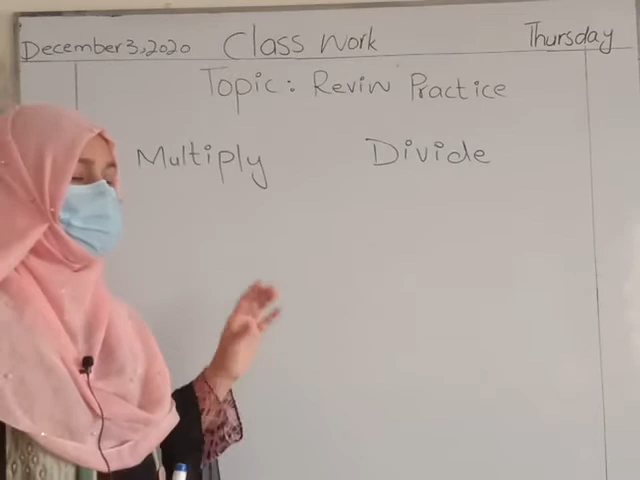 December 3, 2020 Class Work Thursday
Topic: Reviw Practice
Multiply Divide